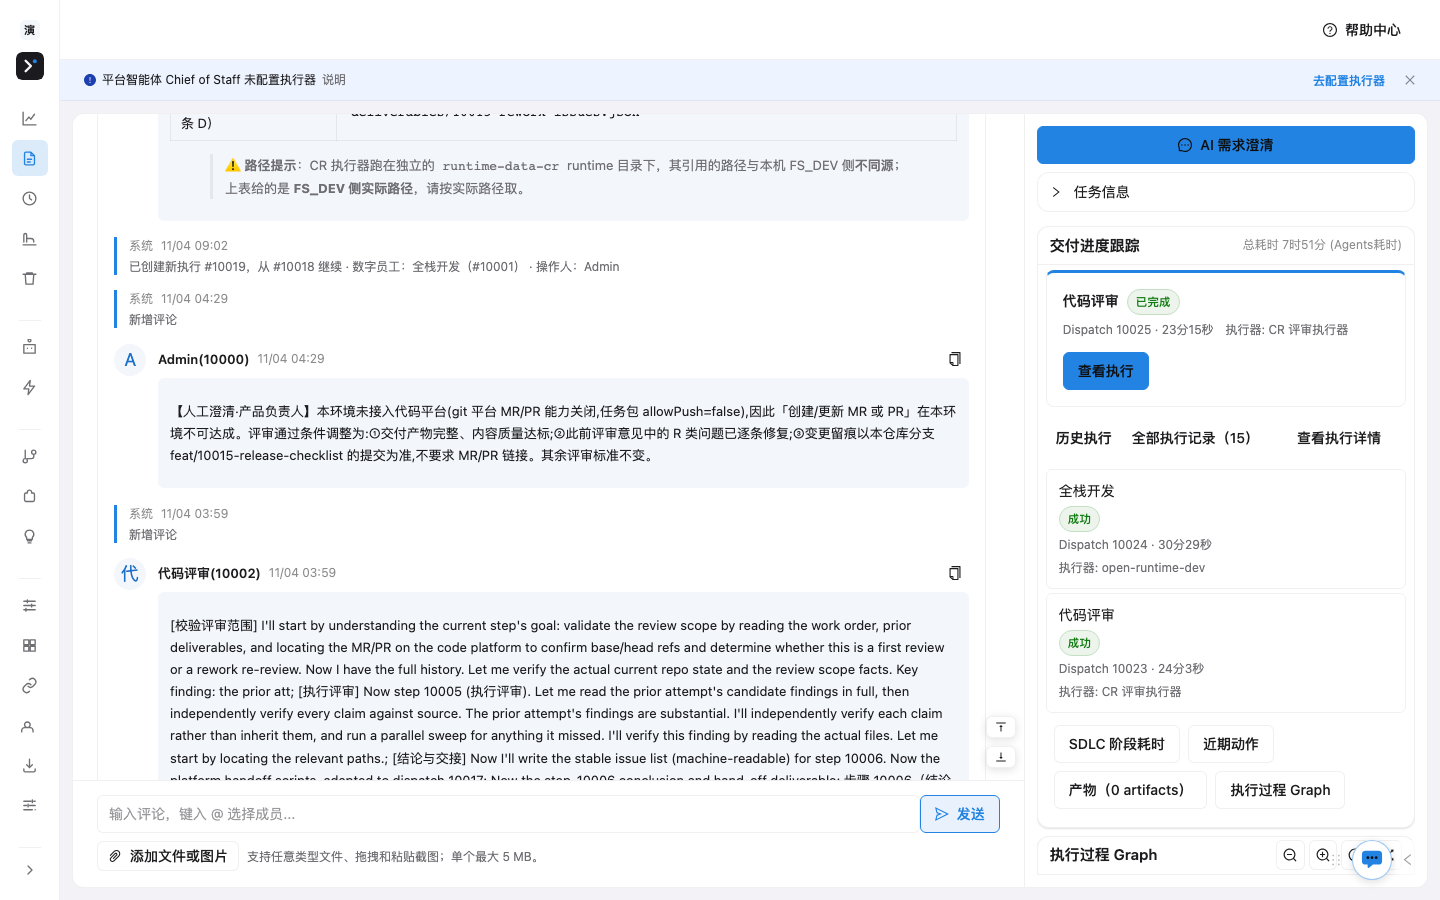 演
帮助中心
平台智能体 Chief of Staff 未配置执行器 说明
去配置执行器
条 D)
路径提示：CR 执行器跑在独立的 runtime-data-cr runtime 目录下，其引用的路径与本机 FS_DEV 侧不同源；
上表给的是 FS_DEV 侧实际路径，请按实际路径取。
系统 11/04 09:02
已创建新执行 #10019，从 #10018 继续 · 数字员工：全栈开发（#10001） · 操作人：Admin
系统 11/04 04:29
新增评论
A
Admin(10000) 11/04 04:29
【人工澄清·产品负责人】本环境未接入代码平台(git 平台 MR/PR 能力关闭,任务包 allowPush=false),因此「创建/更新 MR 或 PR」在本环
境不可达成。评审通过条件调整为:①交付产物完整、内容质量达标;②此前评审意见中的 R 类问题已逐条修复;③变更留痕以本仓库分支
feat/10015-release-checklist 的提交为准,不要求 MR/PR 链接。其余评审标准不变。
系统 11/04 03:59
新增评论
代
代码评审(10002) 11/04 03:59
[校验评审范围] I'll start by understanding the current step's goal: validate the review scope by reading the work order, prior
deliverables, and locating the MR/PR on the code platform to confirm base/head refs and determine whether this is a first review
or a rework re-review. Now I have the full history. Let me verify the actual current repo state and the review scope facts. Key
finding: the prior att; [执行评审] Now step 10005 (执行评审). Let me read the prior attempt's candidate findings in full, then
independently verify every claim against source. The prior attempt's findings are substantial. I'll independently verify each claim
rather than inherit them, and run a parallel sweep for anything it missed. I'll verify this finding by reading the actual files. Let me
start by locating the relevant paths.; [结论与交接] Now I'll write the stable issue list (machine-readable) for step 10006. Now the
platform handoff scripts, adapted to dispatch 10017: Now the step-10006 conclusion and hand-off deliverable: 步骤 10006（结论
输入评论，键入 @ 选择成员...
发送
添加文件或图片
支持任意类型文件、拖拽和粘贴截图；单个最大 5 MB。
AI 需求澄清
任务信息
交付进度跟踪
总耗时 7时51分 (Agents耗时)
代码评审 已完成
Dispatch 10025 · 23分15秒 执行器: CR 评审执行器
查看执行
历史执行 全部执行记录（15） 查看执行详情
全栈开发
成功
Dispatch 10024 · 30分29秒
执行器: open-runtime-dev
代码评审
成功
Dispatch 10023 · 24分3秒
执行器: CR 评审执行器
SDLC 阶段耗时 近期动作
产物（0 artifacts） 执行过程 Graph
执行过程 Graph